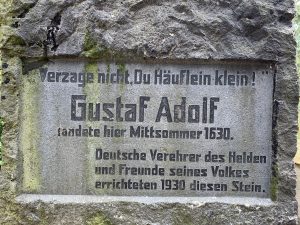 "Verzage nicht, Du Häuflein klein!"
Gustaf Adolf
landete hier Mittsommer 1630.
Deutsche Verehrer des Helden
und Freunde seines Volkes
errichteten 1930 diesen Stein.